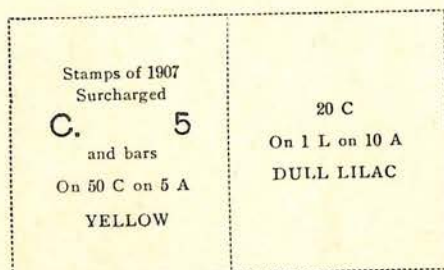 Stamps of 1907
Surcharged
C. 5
and bars
On 50 C on 5 A
YELLOW
20 C
On 1 L on 10 A
DULL LILAC